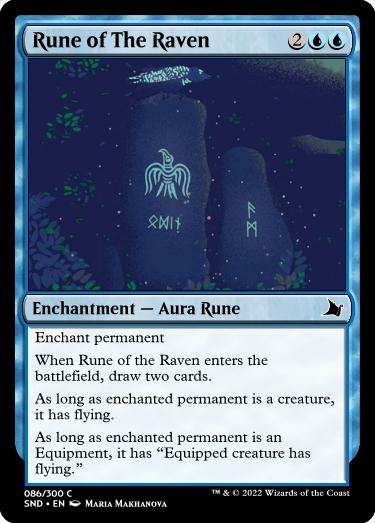 Rune of The Raven 2
ᛟᛞᛁᚾ
ᚨ
ᛗ
Enchantment — Aura Rune
Enchant permanent
When Rune of the Raven enters the
battlefield, draw two cards.
As long as enchanted permanent is a creature,
it has flying.
As long as enchanted permanent is an
Equipment, it has “Equipped creature has
flying.”
086/300 C
SND • EN Maria Makhanova
™ & © 2022 Wizards of the Coast